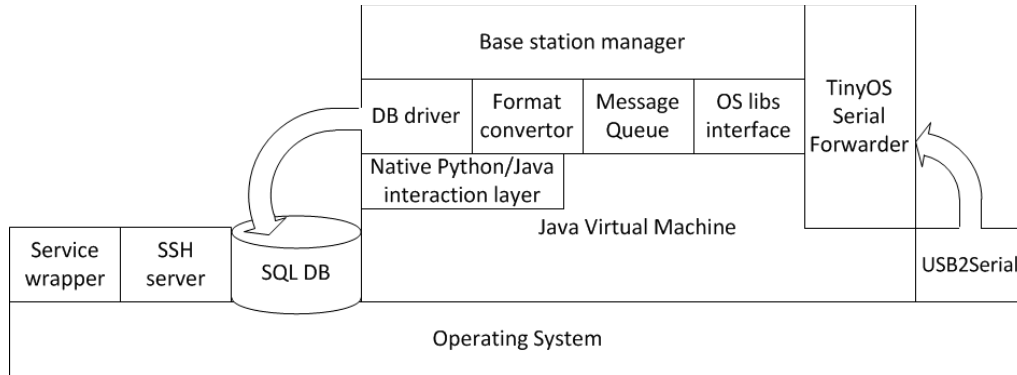 Base station manager
TinyOS
Serial
Forwarder
DB driver
Format
convertor
Message
Queue
OS libs
interface
Native Python/Java
interaction layer
Java Virtual Machine
Service
wrapper
SSH
server
SQL DB
USB2Serial
Operating System